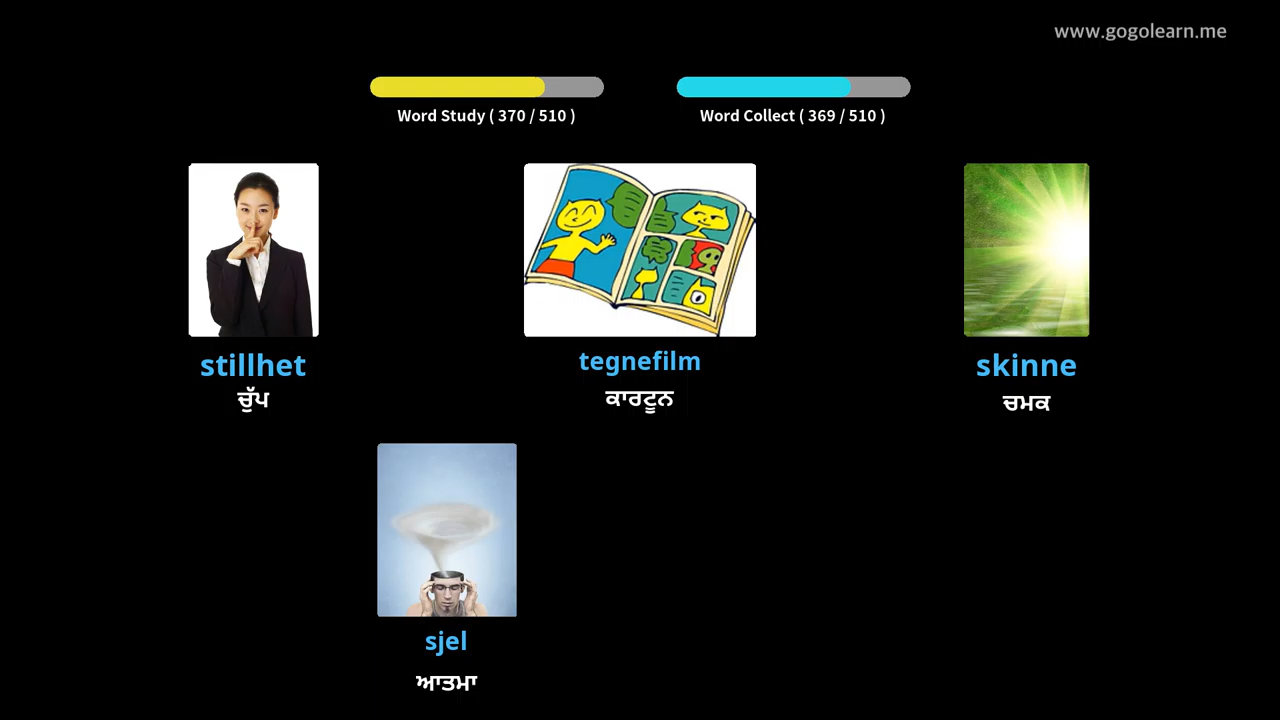 www.gogolearn.me
Word Study ( 370 / 510 )
Word Collect ( 369 / 510 )
stillhet
ਚੁੱਪ
tegnefilm
ਕਾਰਟੂਨ
skinne
ਚਮਕ
sjel
ਆਤਮਾ